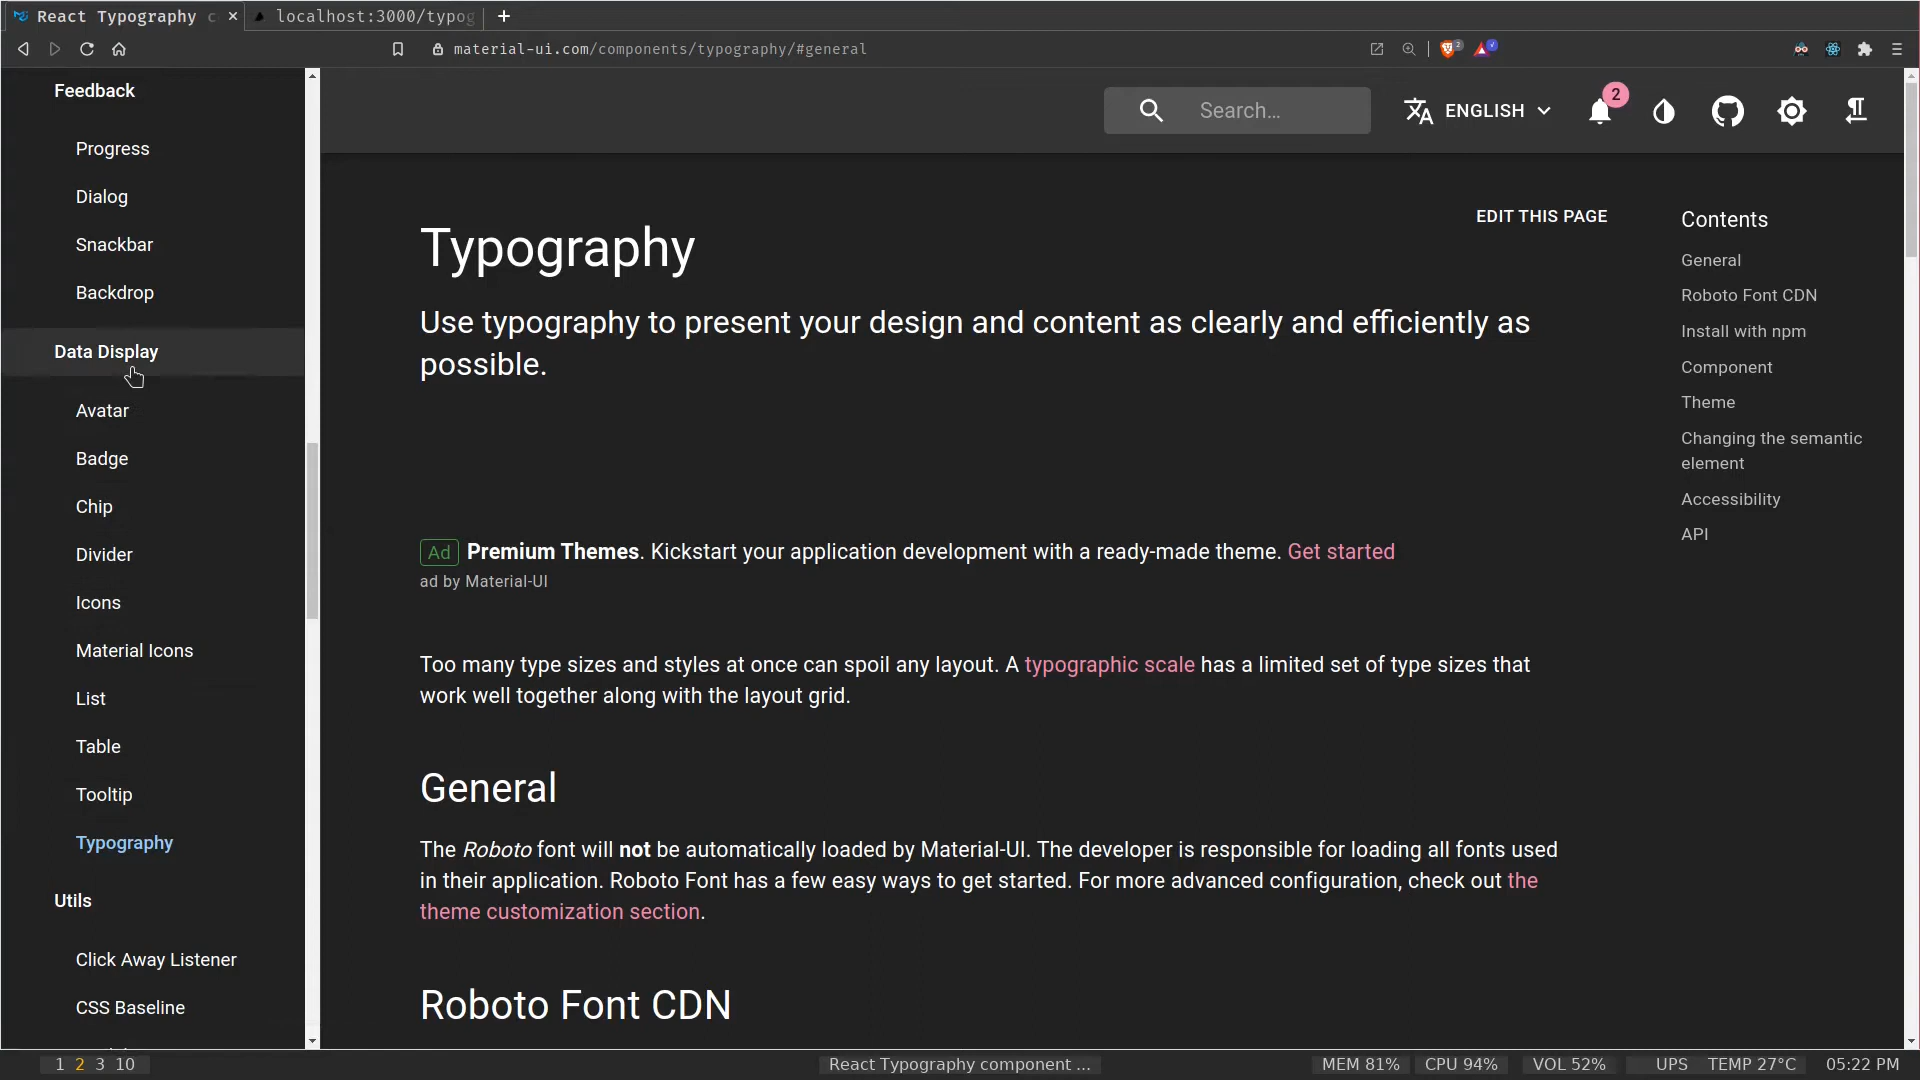 React Typography c
localhost:3000/typog
material-ui.com/components/typography/#general
2
Feedback
Progress
Dialog
Snackbar
Backdrop
Data Display
Avatar
Badge
Chip
Divider
Icons
Material Icons
List
Table
Tooltip
Typography
Utils
Click Away Listener
CSS Baseline
Search…
ENGLISH
2
EDIT THIS PAGE
Typography
Use typography to present your design and content as clearly and efficiently as
possible.
Ad Premium Themes. Kickstart your application development with a ready-made theme. Get started
ad by Material-UI
Too many type sizes and styles at once can spoil any layout. A typographic scale has a limited set of type sizes that
work well together along with the layout grid.
General
The Roboto font will not be automatically loaded by Material-UI. The developer is responsible for loading all fonts used
in their application. Roboto Font has a few easy ways to get started. For more advanced configuration, check out the
theme customization section.
Roboto Font CDN
Contents
General
Roboto Font CDN
Install with npm
Component
Theme
Changing the semantic
element
Accessibility
API
1 2 3 10
React Typography component ...
MEM 81%
CPU 94%
VOL 52%
UPS
TEMP 27°C
05:22 PM